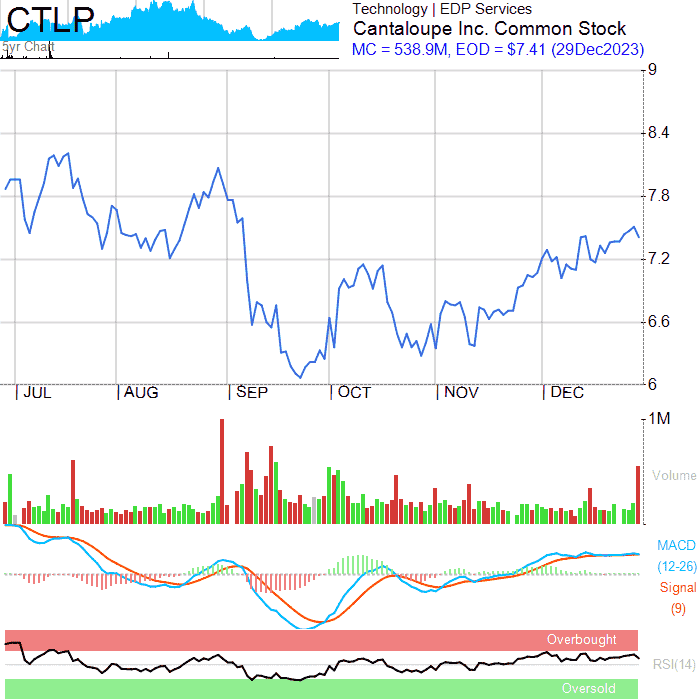 CTLP
5yr Chart
Technology | EDP Services
Cantaloupe Inc. Common Stock
MC = 538.9M, EOD = $7.41 (29Dec2023)
9
8.4
7.8
7.2
6.6
6
JUL AUG SEP OCT NOV DEC
1M
Volume
MACD
(12-26)
Signal
(9)
Overbought
RSI(14)
Oversold